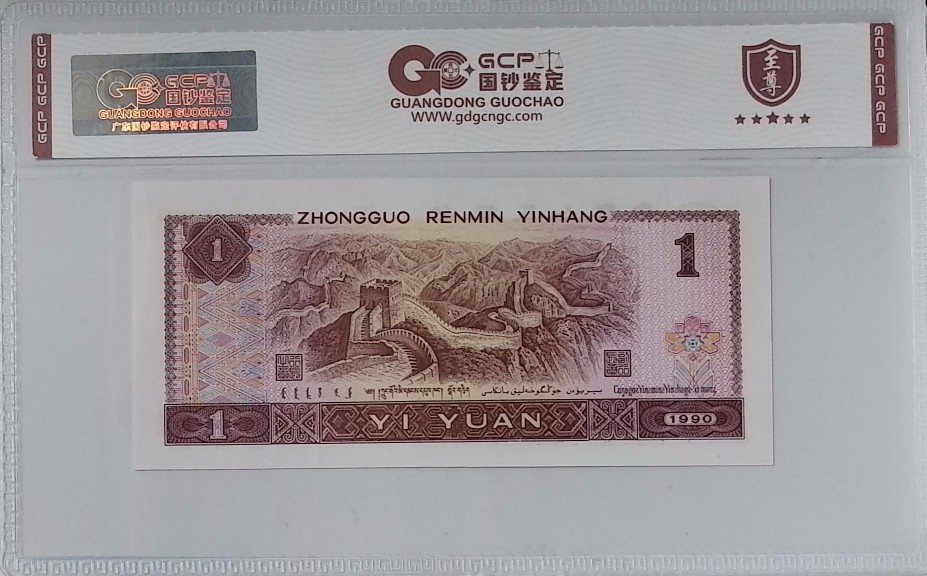 GCP GCP
GCP
国钞鉴定
GUANGDONG GUOCHAO
广东国钞鉴定评估有限公司
GCP
国钞鉴定
GUANGDONG GUOCHAO
www.gdgcngc.com
至尊
GCP GCP GCP
ZHONGGUO RENMIN YINHANG
1
1
1
YI YUAN
1990